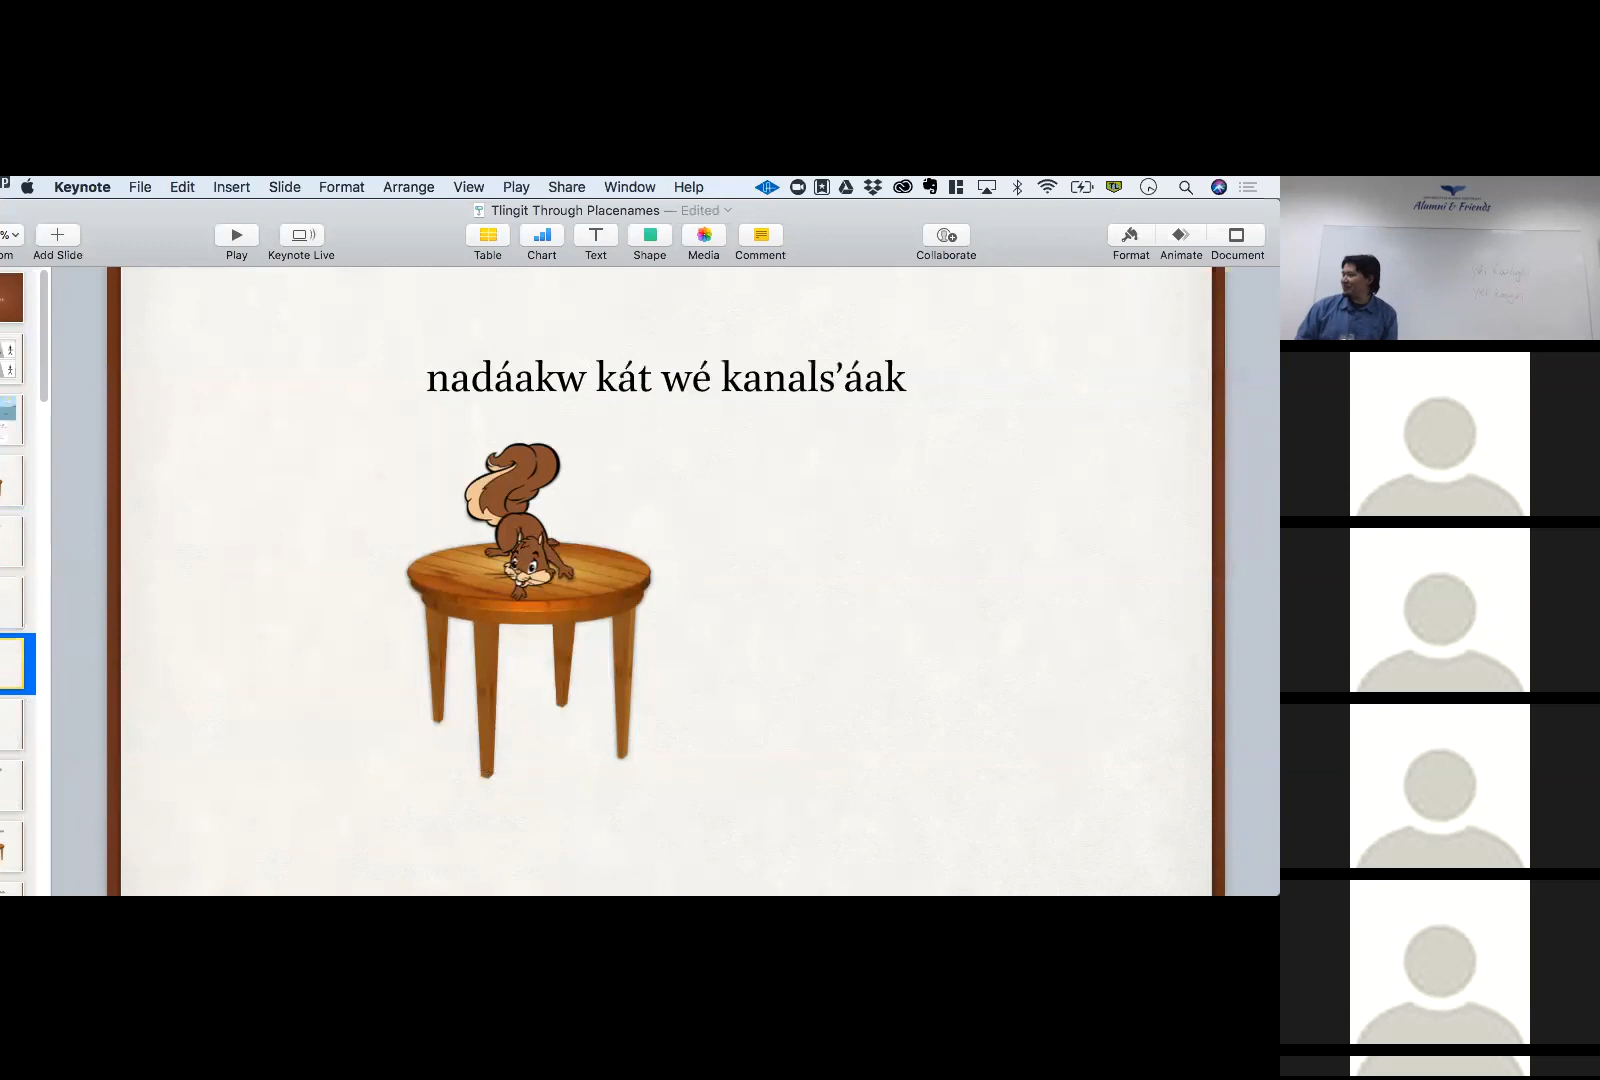 Keynote File Edit Insert Slide Format Arrange View Play Share Window Help
Tlingit Through Placenames — Edited
Add Slide Play Keynote Live Table Chart Text Shape Media Comment Collaborate Format Animate Document
nadáakw kát wé kanals’áak
Alumni & Friends